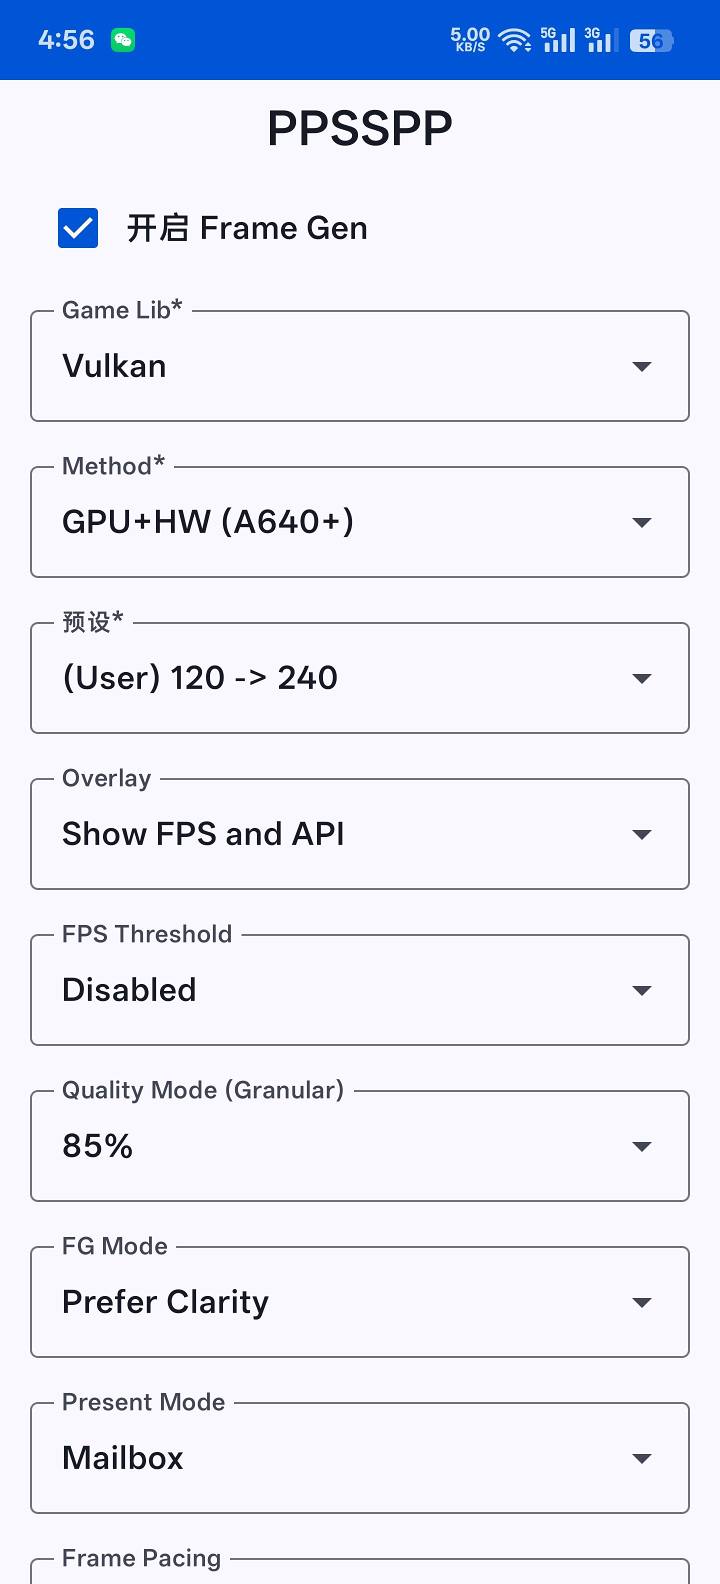 4:56 5.00 KB/S 5G 3G 56
PPSSPP
开启 Frame Gen
Game Lib*
Vulkan
Method*
GPU+HW (A640+)
预设*
(User) 120 -> 240
Overlay
Show FPS and API
FPS Threshold
Disabled
Quality Mode (Granular)
85%
FG Mode
Prefer Clarity
Present Mode
Mailbox
Frame Pacing